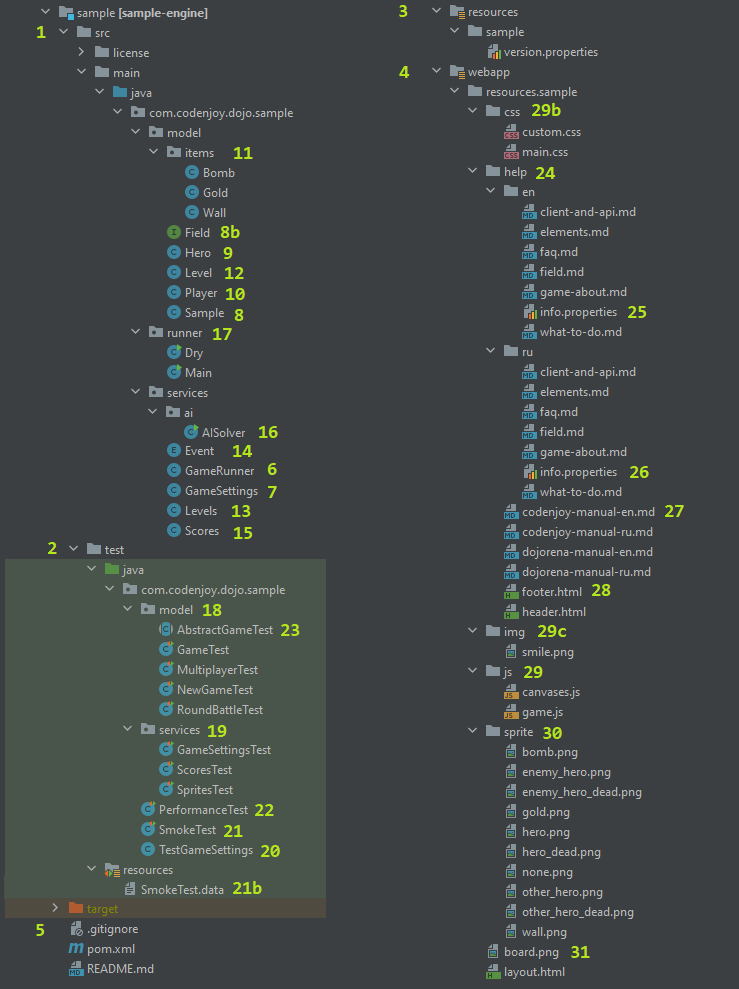 sample [sample-engine]
1 src
license
main
java
com.codenjoy.dojo.sample
model
items 11
Bomb
Gold
Wall
Field 8b
Hero 9
Level 12
Player 10
Sample 8
runner 17
Dry
Main
services
ai
AISolver 16
Event 14
GameRunner 6
GameSettings 7
Levels 13
Scores 15
2 test
java
com.codenjoy.dojo.sample
model 18
AbstractGameTest 23
GameTest
MultiplayerTest
NewGameTest
RoundBattleTest
services 19
GameSettingsTest
ScoresTest
SpritesTest
PerformanceTest 22
SmokeTest 21
TestGameSettings 20
resources
SmokeTest.data 21b
target
5 .gitignore
pom.xml
README.md
3 resources
sample
version.properties
4 webapp
resources.sample
css 29b
custom.css
main.css
help 24
en
client-and-api.md
elements.md
faq.md
field.md
game-about.md
info.properties 25
what-to-do.md
ru
client-and-api.md
elements.md
faq.md
field.md
game-about.md
info.properties 26
what-to-do.md
codenjoy-manual-en.md 27
codenjoy-manual-ru.md
dojorena-manual-en.md
dojorena-manual-ru.md
footer.html 28
header.html
img 29c
smile.png
js 29
canvases.js
game.js
sprite 30
bomb.png
enemy_hero.png
enemy_hero_dead.png
gold.png
hero.png
hero_dead.png
none.png
other_hero.png
other_hero_dead.png
wall.png
board.png 31
layout.html